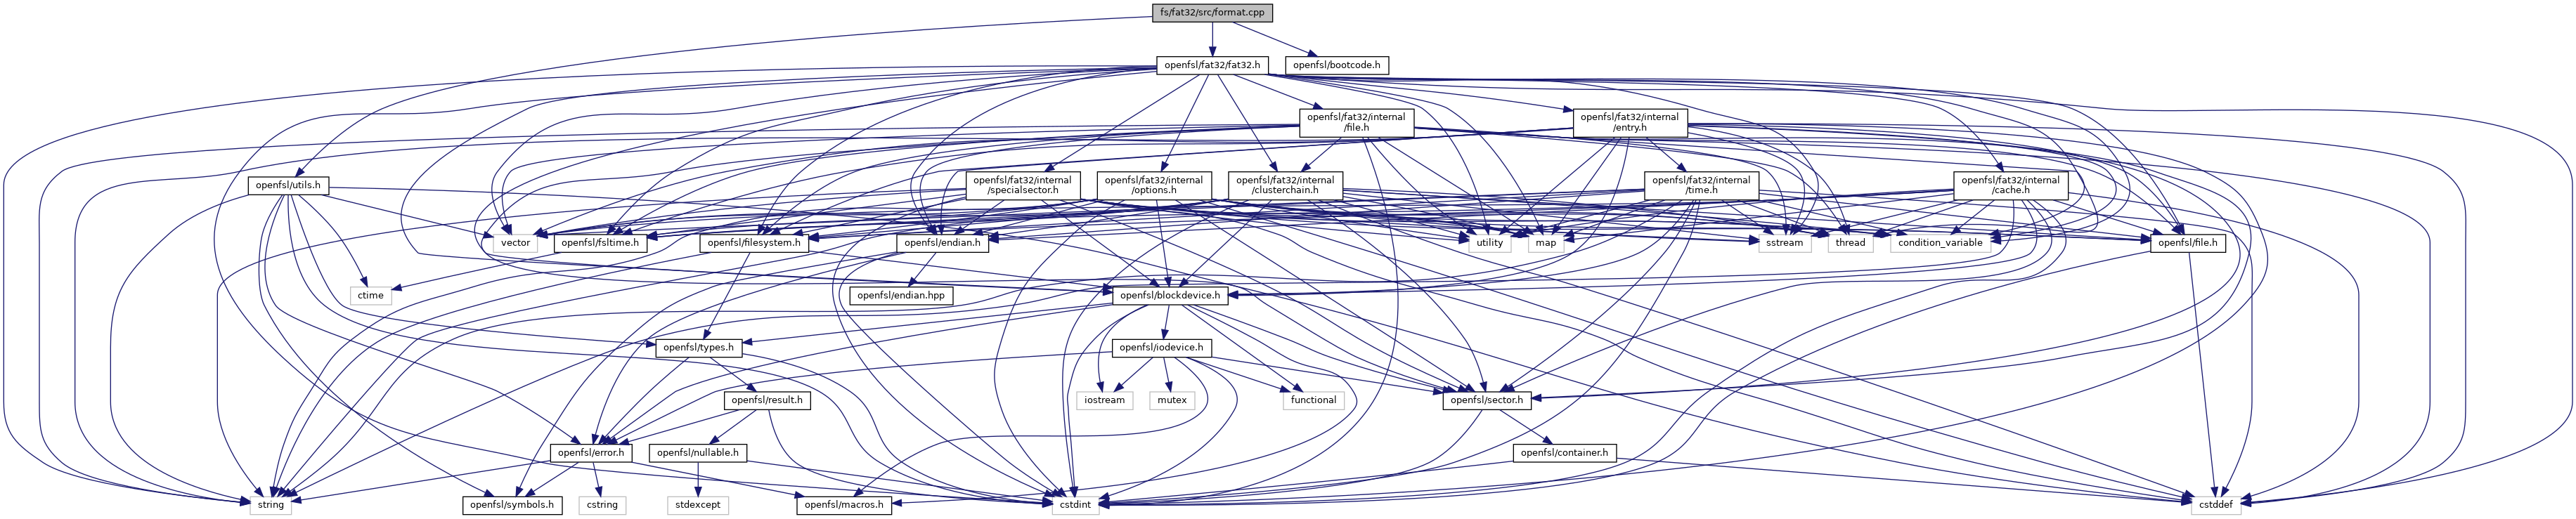 fs/fat32/src/format.cpp
openfsl/fat32/fat32.h
openfsl/bootcode.h
openfsl/fat32/internal
/file.h
openfsl/fat32/internal
/entry.h
openfsl/utils.h
openfsl/fat32/internal
/specialsector.h
openfsl/fat32/internal
/options.h
openfsl/fat32/internal
/clusterchain.h
openfsl/fat32/internal
/time.h
openfsl/fat32/internal
/cache.h
vector
openfsl/fsltime.h
openfsl/filesystem.h
openfsl/endian.h
utility
map
sstream
thread
condition_variable
openfsl/file.h
ctime
openfsl/endian.hpp
openfsl/blockdevice.h
openfsl/types.h
openfsl/iodevice.h
openfsl/result.h
iostream
mutex
functional
openfsl/sector.h
openfsl/error.h
openfsl/nullable.h
openfsl/container.h
string
openfsl/symbols.h
cstring
stdexcept
openfsl/macros.h
cstdint
cstddef